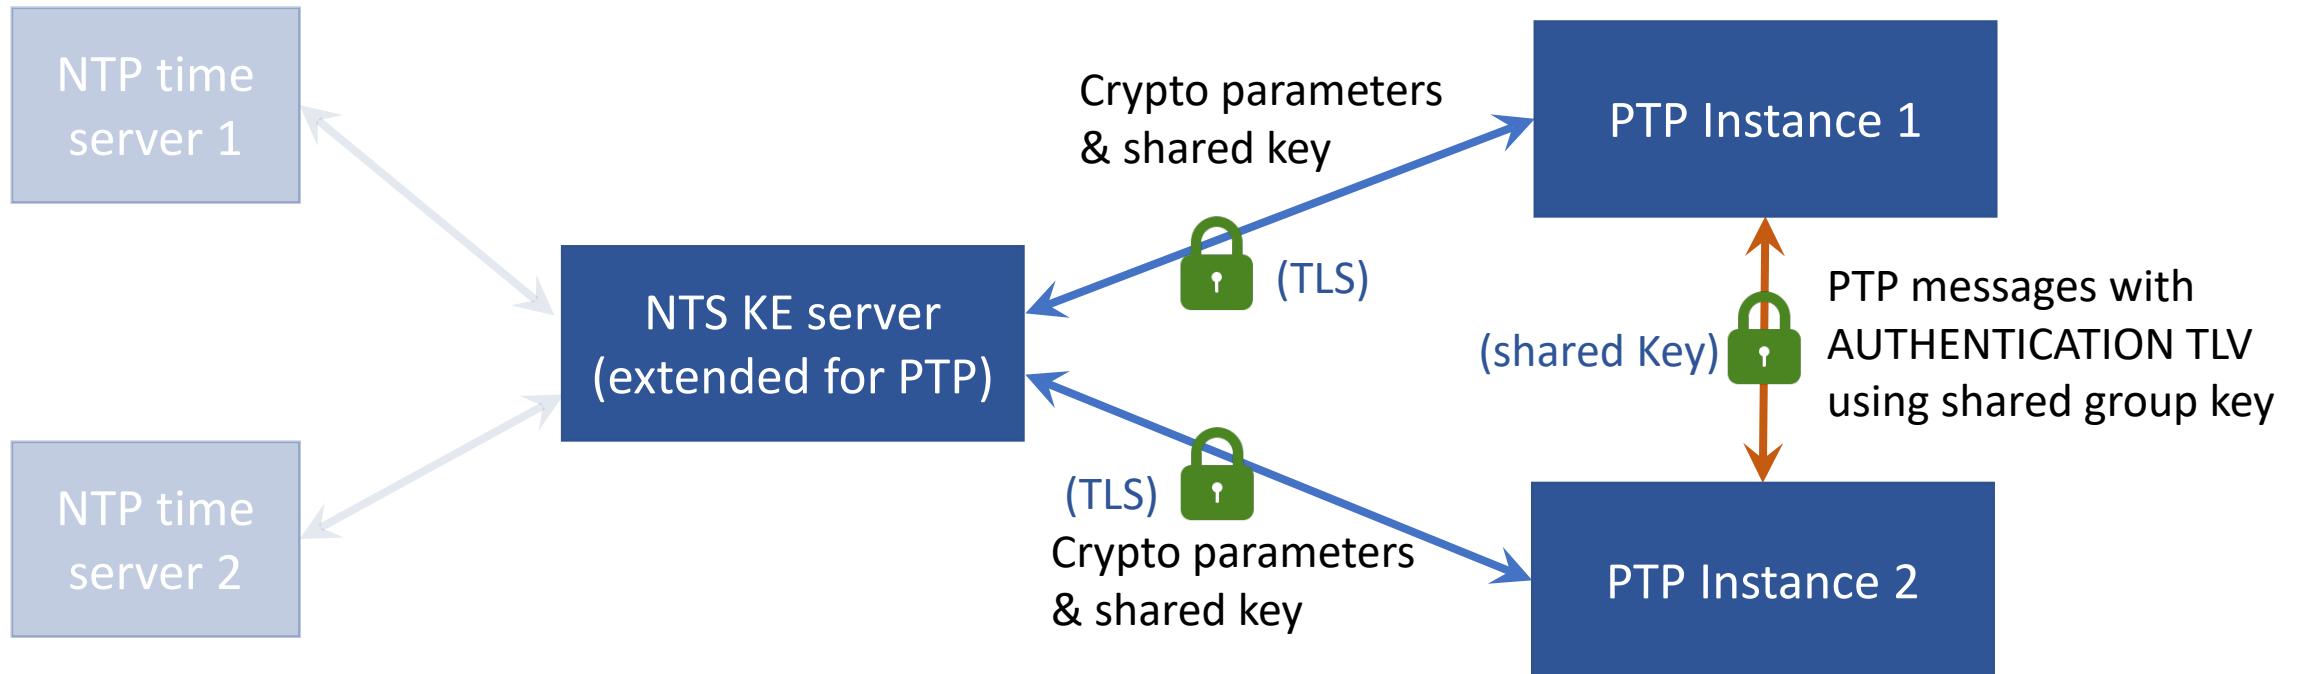 NTP time
server 1
Crypto parameters
& shared key
PTP Instance 1
(TLS)
NTS KE server
(extended for PTP)
(shared Key)
PTP messages with
AUTHENTICATION TLV
using shared group key
(TLS)
Crypto parameters
& shared key
NTP time
server 2
PTP Instance 2